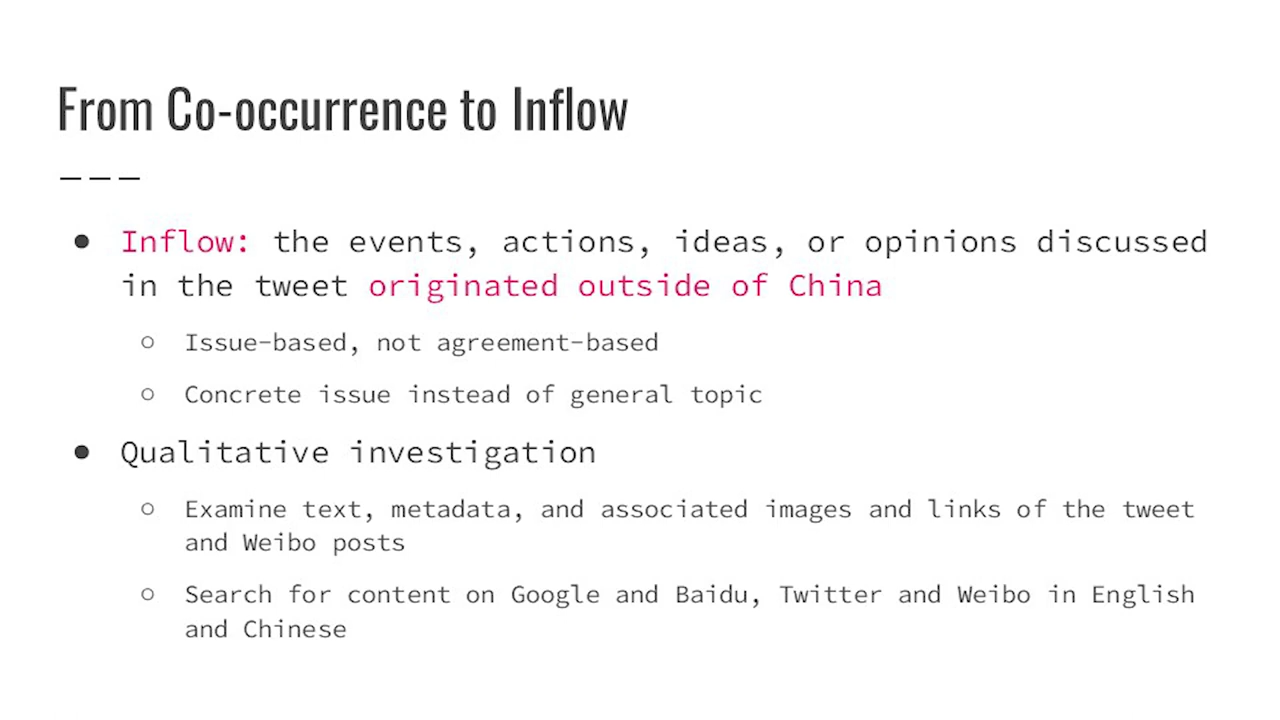 From Co-occurrence to Inflow
● Inflow: the events, actions, ideas, or opinions discussed
in the tweet originated outside of China
○ Issue-based, not agreement-based
○ Concrete issue instead of general topic
● Qualitative investigation
○ Examine text, metadata, and associated images and links of the tweet
and Weibo posts
○ Search for content on Google and Baidu, Twitter and Weibo in English
and Chinese